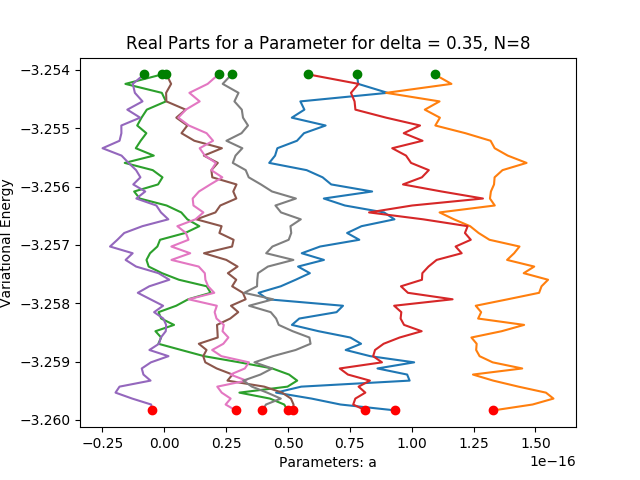 Real Parts for a Parameter for delta = 0.35, N=8
Variational Energy
−3.254
−3.255
−3.256
−3.257
−3.258
−3.259
−3.260
−0.25 0.00 0.25 0.50 0.75 1.00 1.25 1.50
1e−16
Parameters: a